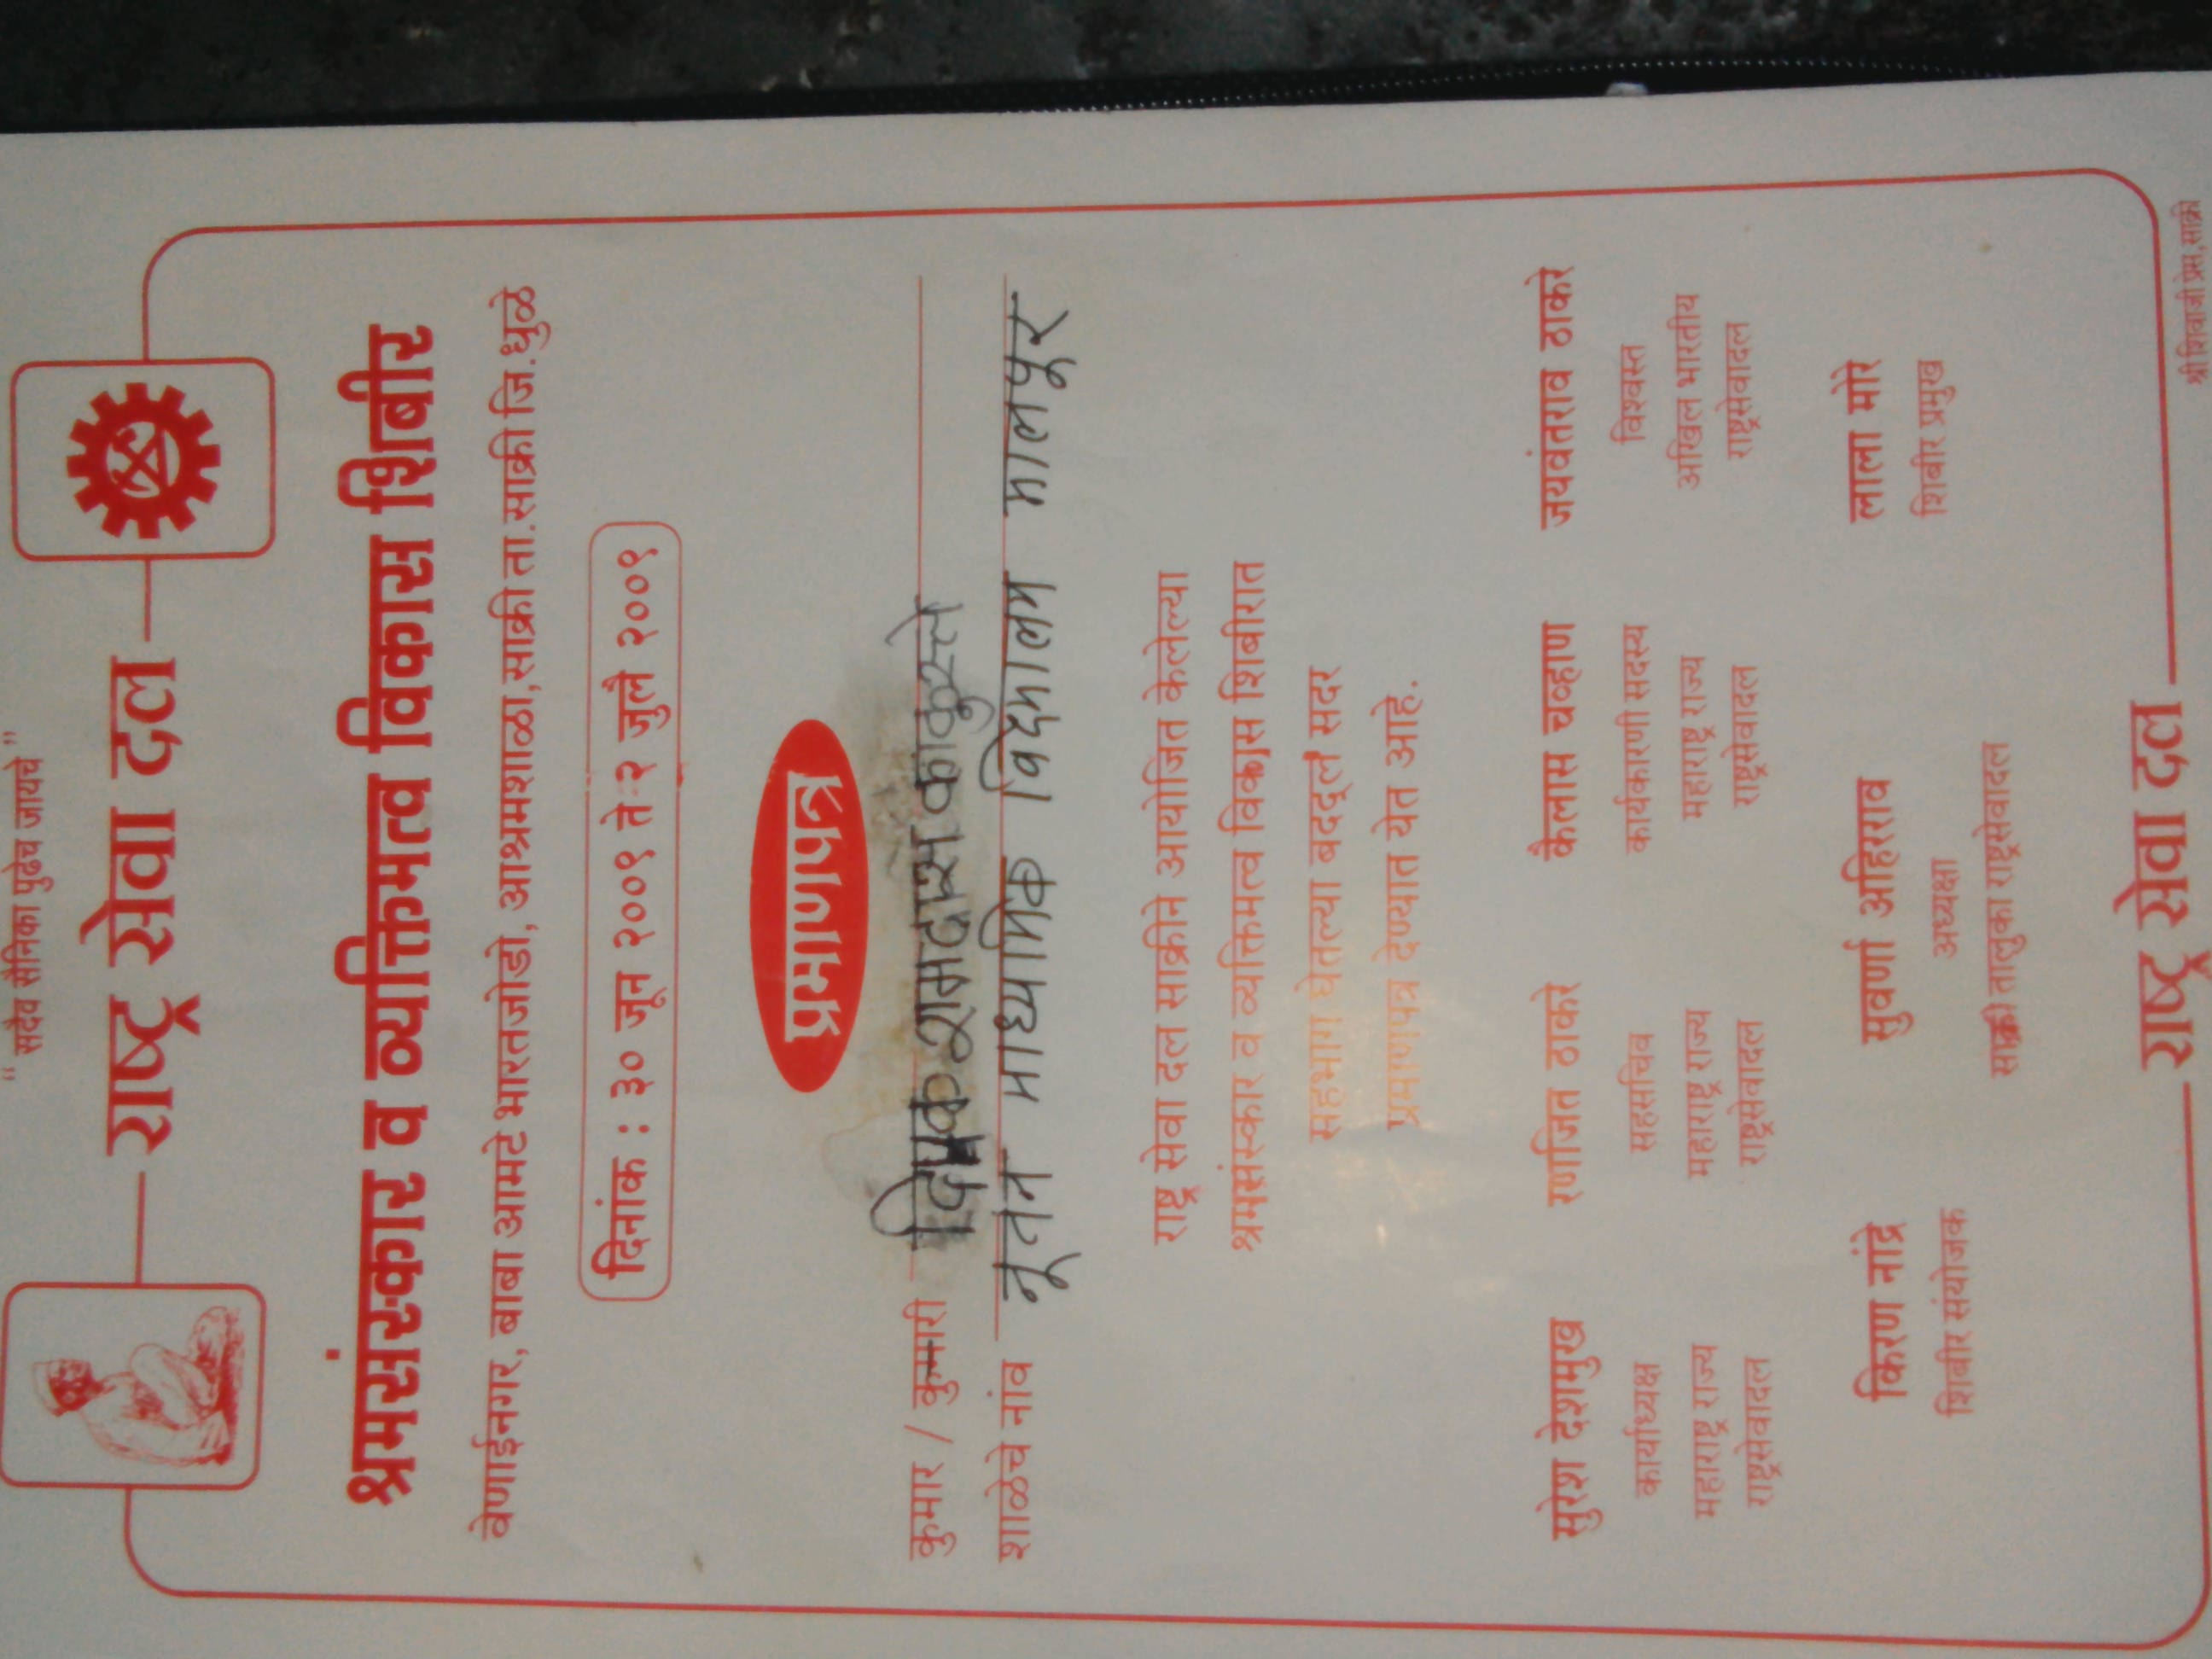 “ सदैव सैनिका पुढेच जायचे ”
राष्ट्र सेवा दल
श्रमसंस्कार व व्यक्तिमत्व विकास शिबीर
वेणाईनगर, बाबा आमटे भारतजोडो, आश्रमशाळा,साक्री ता.साक्री जि.धुळे
दिनांक : ३० जून २००९ ते २ जुलै २००९
प्रमाणपत्र
कुमार / कुमारी दिपक रामदास काकुस्ते
शाळेचे नांव नूतन माध्यमिक विद्यालय मालपूर
राष्ट्र सेवा दल साक्रीने आयोजित केलेल्या
श्रमसंस्कार व व्यक्तिमत्व विकास शिबीरात
सहभाग घेतल्या बद्दल सदर
प्रमाणपत्र देण्यात येत आहे.
सुरेश देशमुख रणजित ठाकरे कैलास चव्हाण जयवंतराव ठाकरे
कार्याध्यक्ष सहसचिव कार्यकारणी सदस्य विश्वस्त
महाराष्ट्र राज्य महाराष्ट्र राज्य महाराष्ट्र राज्य अखिल भारतीय
राष्ट्रसेवादल राष्ट्रसेवादल राष्ट्रसेवादल राष्ट्रसेवादल
किरण नांद्रे सुवर्णा अहिरराव लाला मोरे
शिबीर संयोजक अध्यक्षा शिबीर प्रमुख
साक्री तालुका राष्ट्रसेवादल
राष्ट्र सेवा दल
श्री शिवाजी प्रेस,साक्री